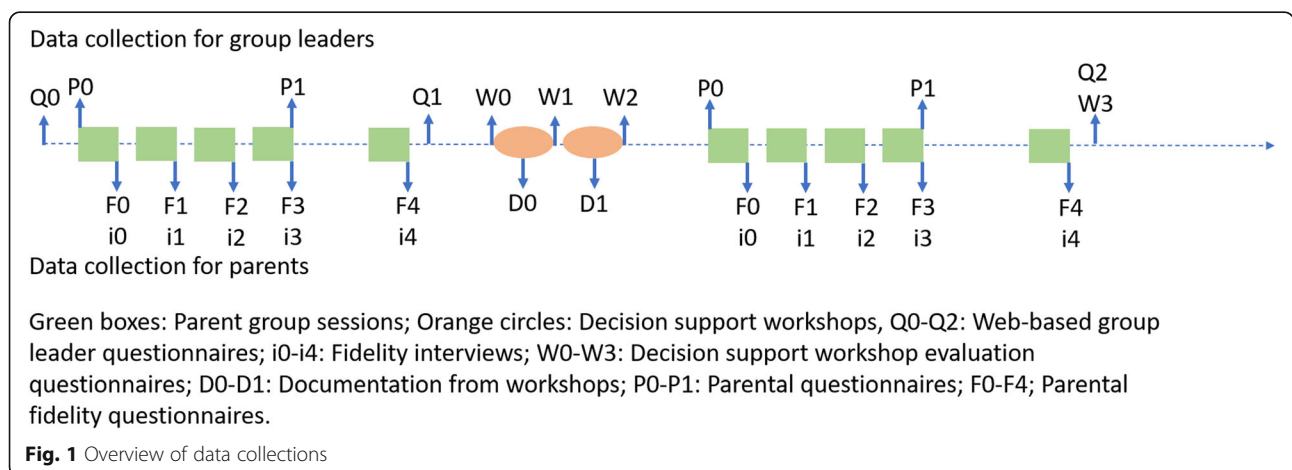 Data collection for group leaders
Q2
Q0 P0 P1 Q1 W0 W1 W2 P0 P1 W3
D0 D1
F0 F1 F2 F3 F4 F0 F1 F2 F3 F4
i0 i1 i2 i3 i4 i0 i1 i2 i3 i4
Data collection for parents
Green boxes: Parent group sessions; Orange circles: Decision support workshops, Q0-Q2: Web-based group
leader questionnaires; i0-i4: Fidelity interviews; W0-W3: Decision support workshop evaluation
questionnaires; D0-D1: Documentation from workshops; P0-P1: Parental questionnaires; F0-F4; Parental
fidelity questionnaires.
Fig. 1 Overview of data collections